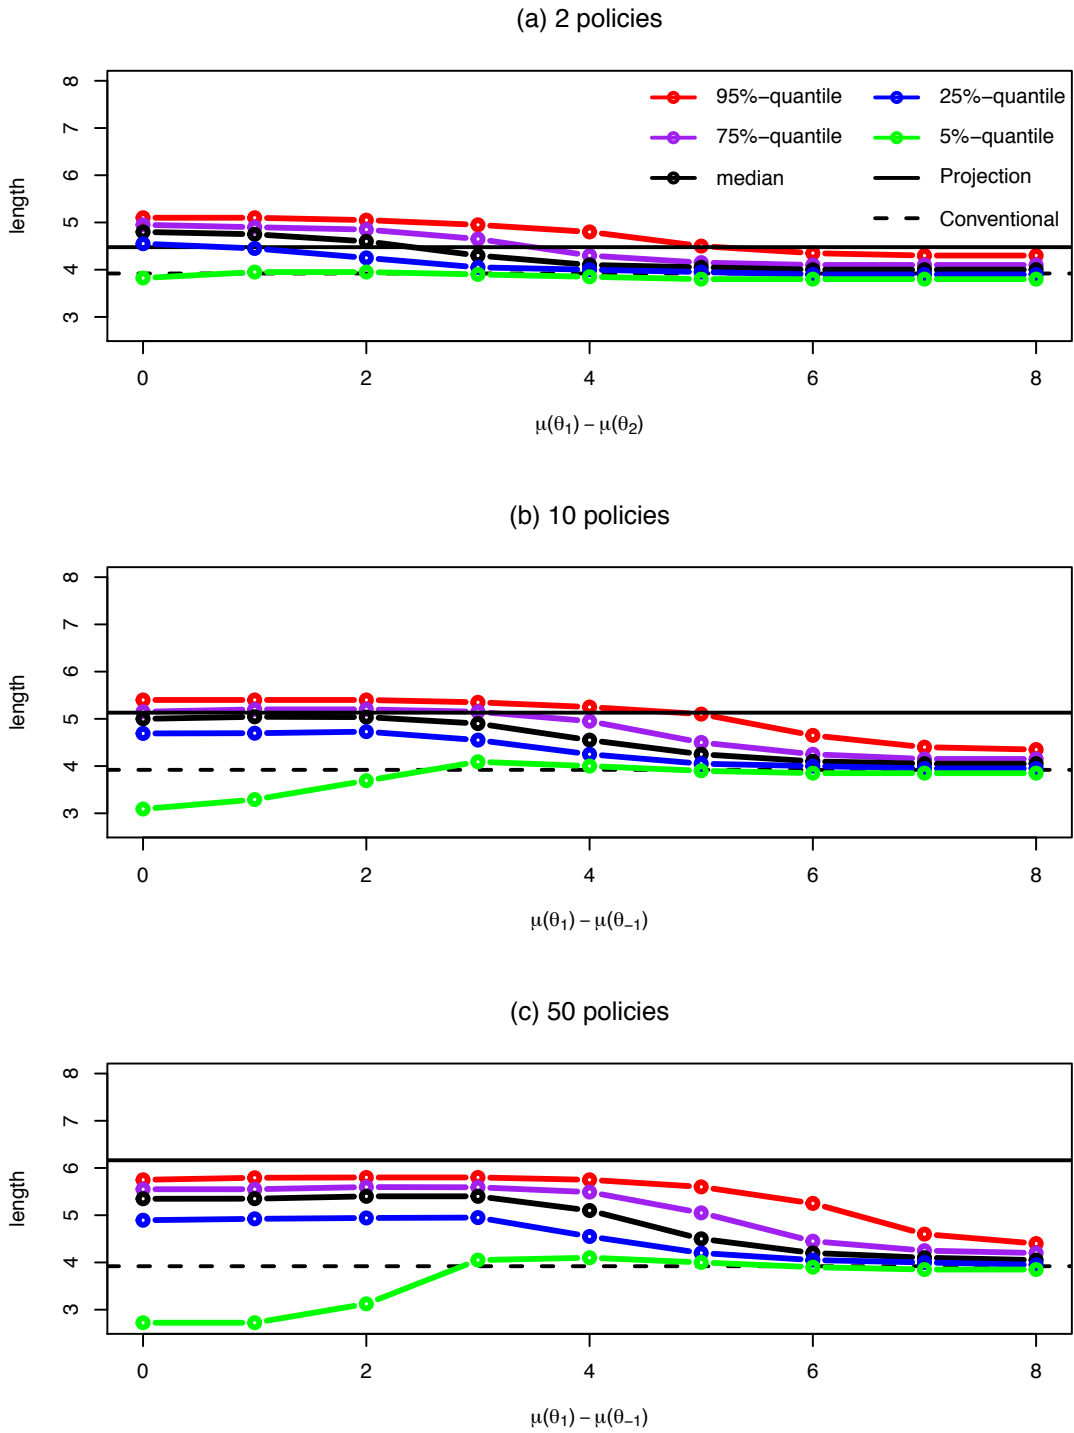 (a) 2 policies
8
7
6
5
4
3
length
95%−quantile
75%−quantile
median
25%−quantile
5%−quantile
Projection
Conventional
0 2 4 6 8
μ(θ₁) − μ(θ₂)
(b) 10 policies
8
7
6
5
4
3
length
0 2 4 6 8
μ(θ₁) − μ(θ₋₁)
(c) 50 policies
8
7
6
5
4
3
length
0 2 4 6 8
μ(θ₁) − μ(θ₋₁)